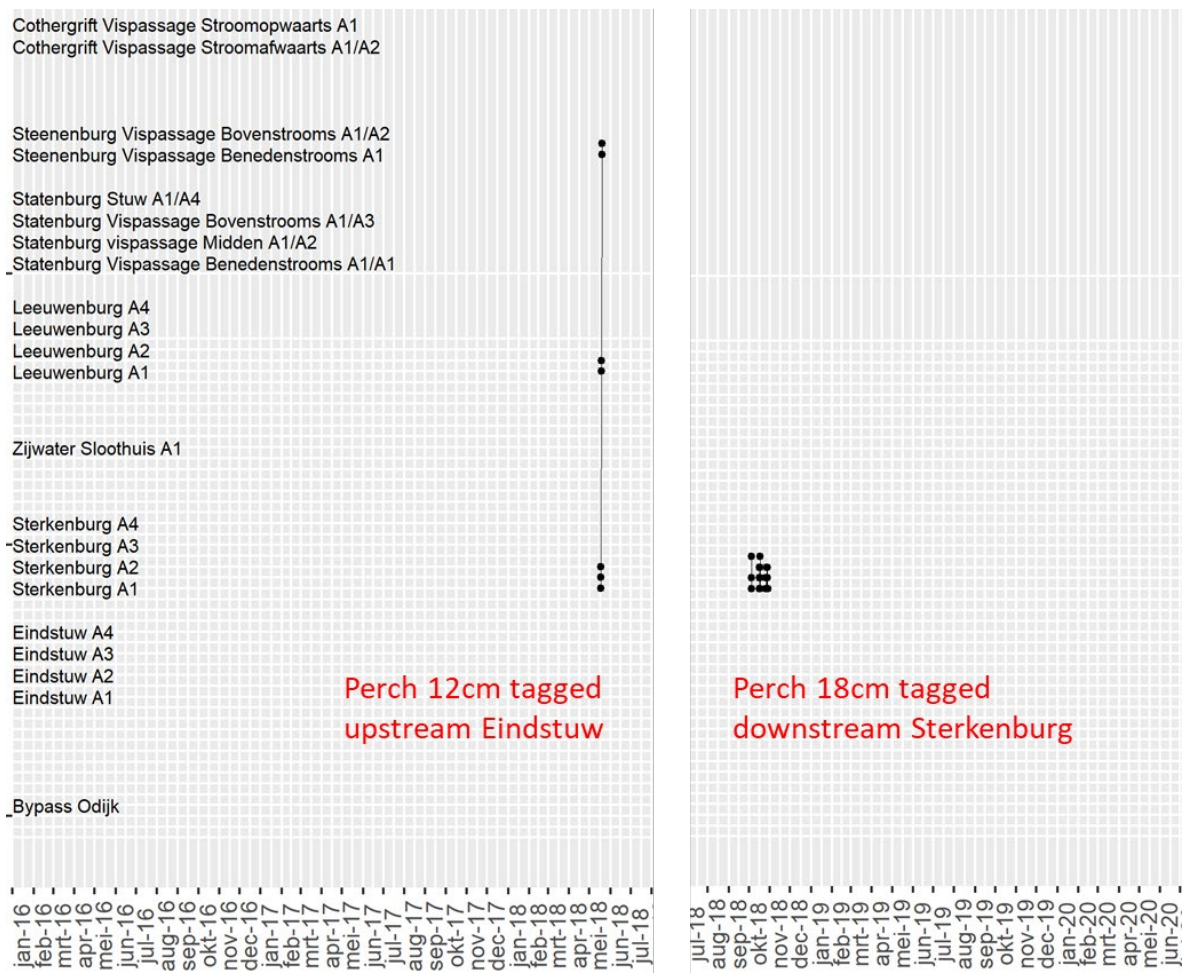 Cothergrift Vispassage Stroomopwaarts A1
Cothergrift Vispassage Stroomafwaarts A1/A2
Steenenburg Vispassage Bovenstrooms A1/A2
Steenenburg Vispassage Benedenstrooms A1
Statenburg Stuw A1/A4
Statenburg Vispassage Bovenstrooms A1/A3
Statenburg vispassage Midden A1/A2
Statenburg Vispassage Benedenstrooms A1/A1
Leeuwenburg A4
Leeuwenburg A3
Leeuwenburg A2
Leeuwenburg A1
Zijwater Sloothuis A1
Sterkenburg A4
Sterkenburg A3
Sterkenburg A2
Sterkenburg A1
Eindstuw A4
Eindstuw A3
Eindstuw A2
Eindstuw A1
Bypass Odijk
Perch 12cm tagged
upstream Eindstuw
Perch 18cm tagged
downstream Sterkenburg
jan-16
feb-16
mrt-16
apr-16
mei-16
jun-16
jul-16
aug-16
sep-16
okt-16
nov-16
dec-16
jan-17
feb-17
mrt-17
apr-17
mei-17
jun-17
jul-17
aug-17
sep-17
okt-17
nov-17
dec-17
jan-18
feb-18
mrt-18
apr-18
mei-18
jun-18
jul-18
jul-18
aug-18
sep-18
okt-18
nov-18
dec-18
jan-19
feb-19
mrt-19
apr-19
mei-19
jun-19
jul-19
aug-19
sep-19
okt-19
nov-19
dec-19
jan-20
feb-20
mrt-20
apr-20
mei-20
jun-20